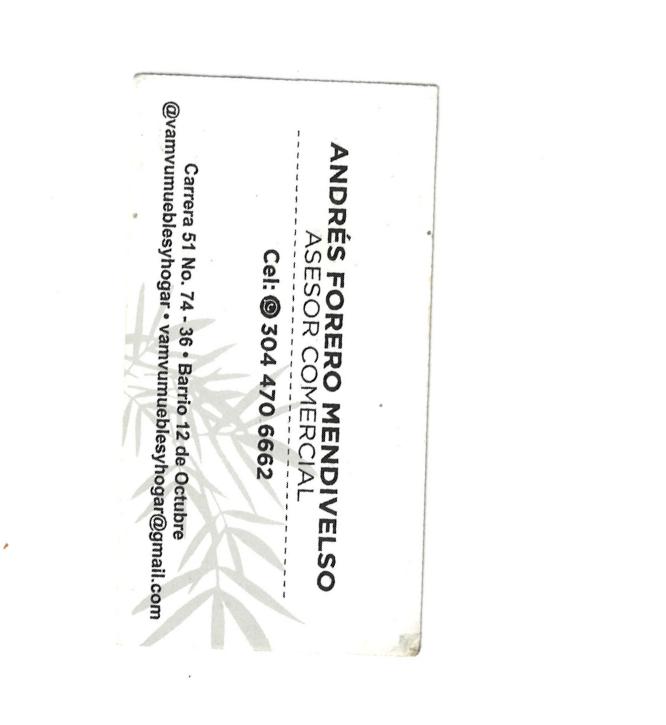 ANDRÉS FORERO MENDIVELSO
ASESOR COMERCIAL
Cel: 304 470 6662
Carrera 51 No. 74 - 36 • Barrio 12 de Octubre
@vamvumueblesyhogar • vamvumueblesyhogar@gmail.com